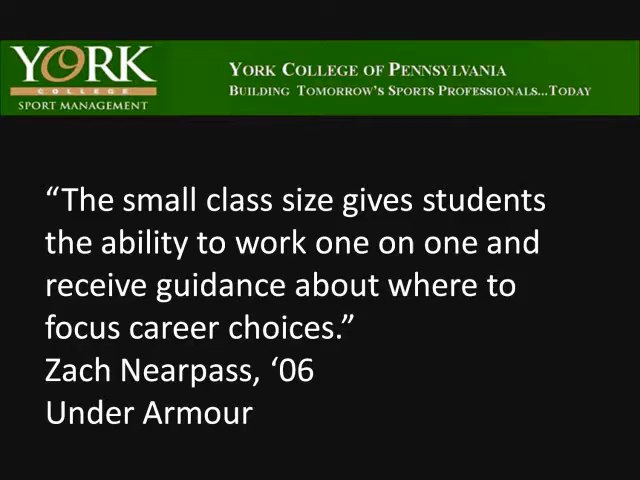 YORK
COLLEGE
SPORT MANAGEMENT
YORK COLLEGE OF PENNSYLVANIA
BUILDING TOMORROW'S SPORTS PROFESSIONALS...TODAY
“The small class size gives students
the ability to work one on one and
receive guidance about where to
focus career choices.”
Zach Nearpass, ‘06
Under Armour